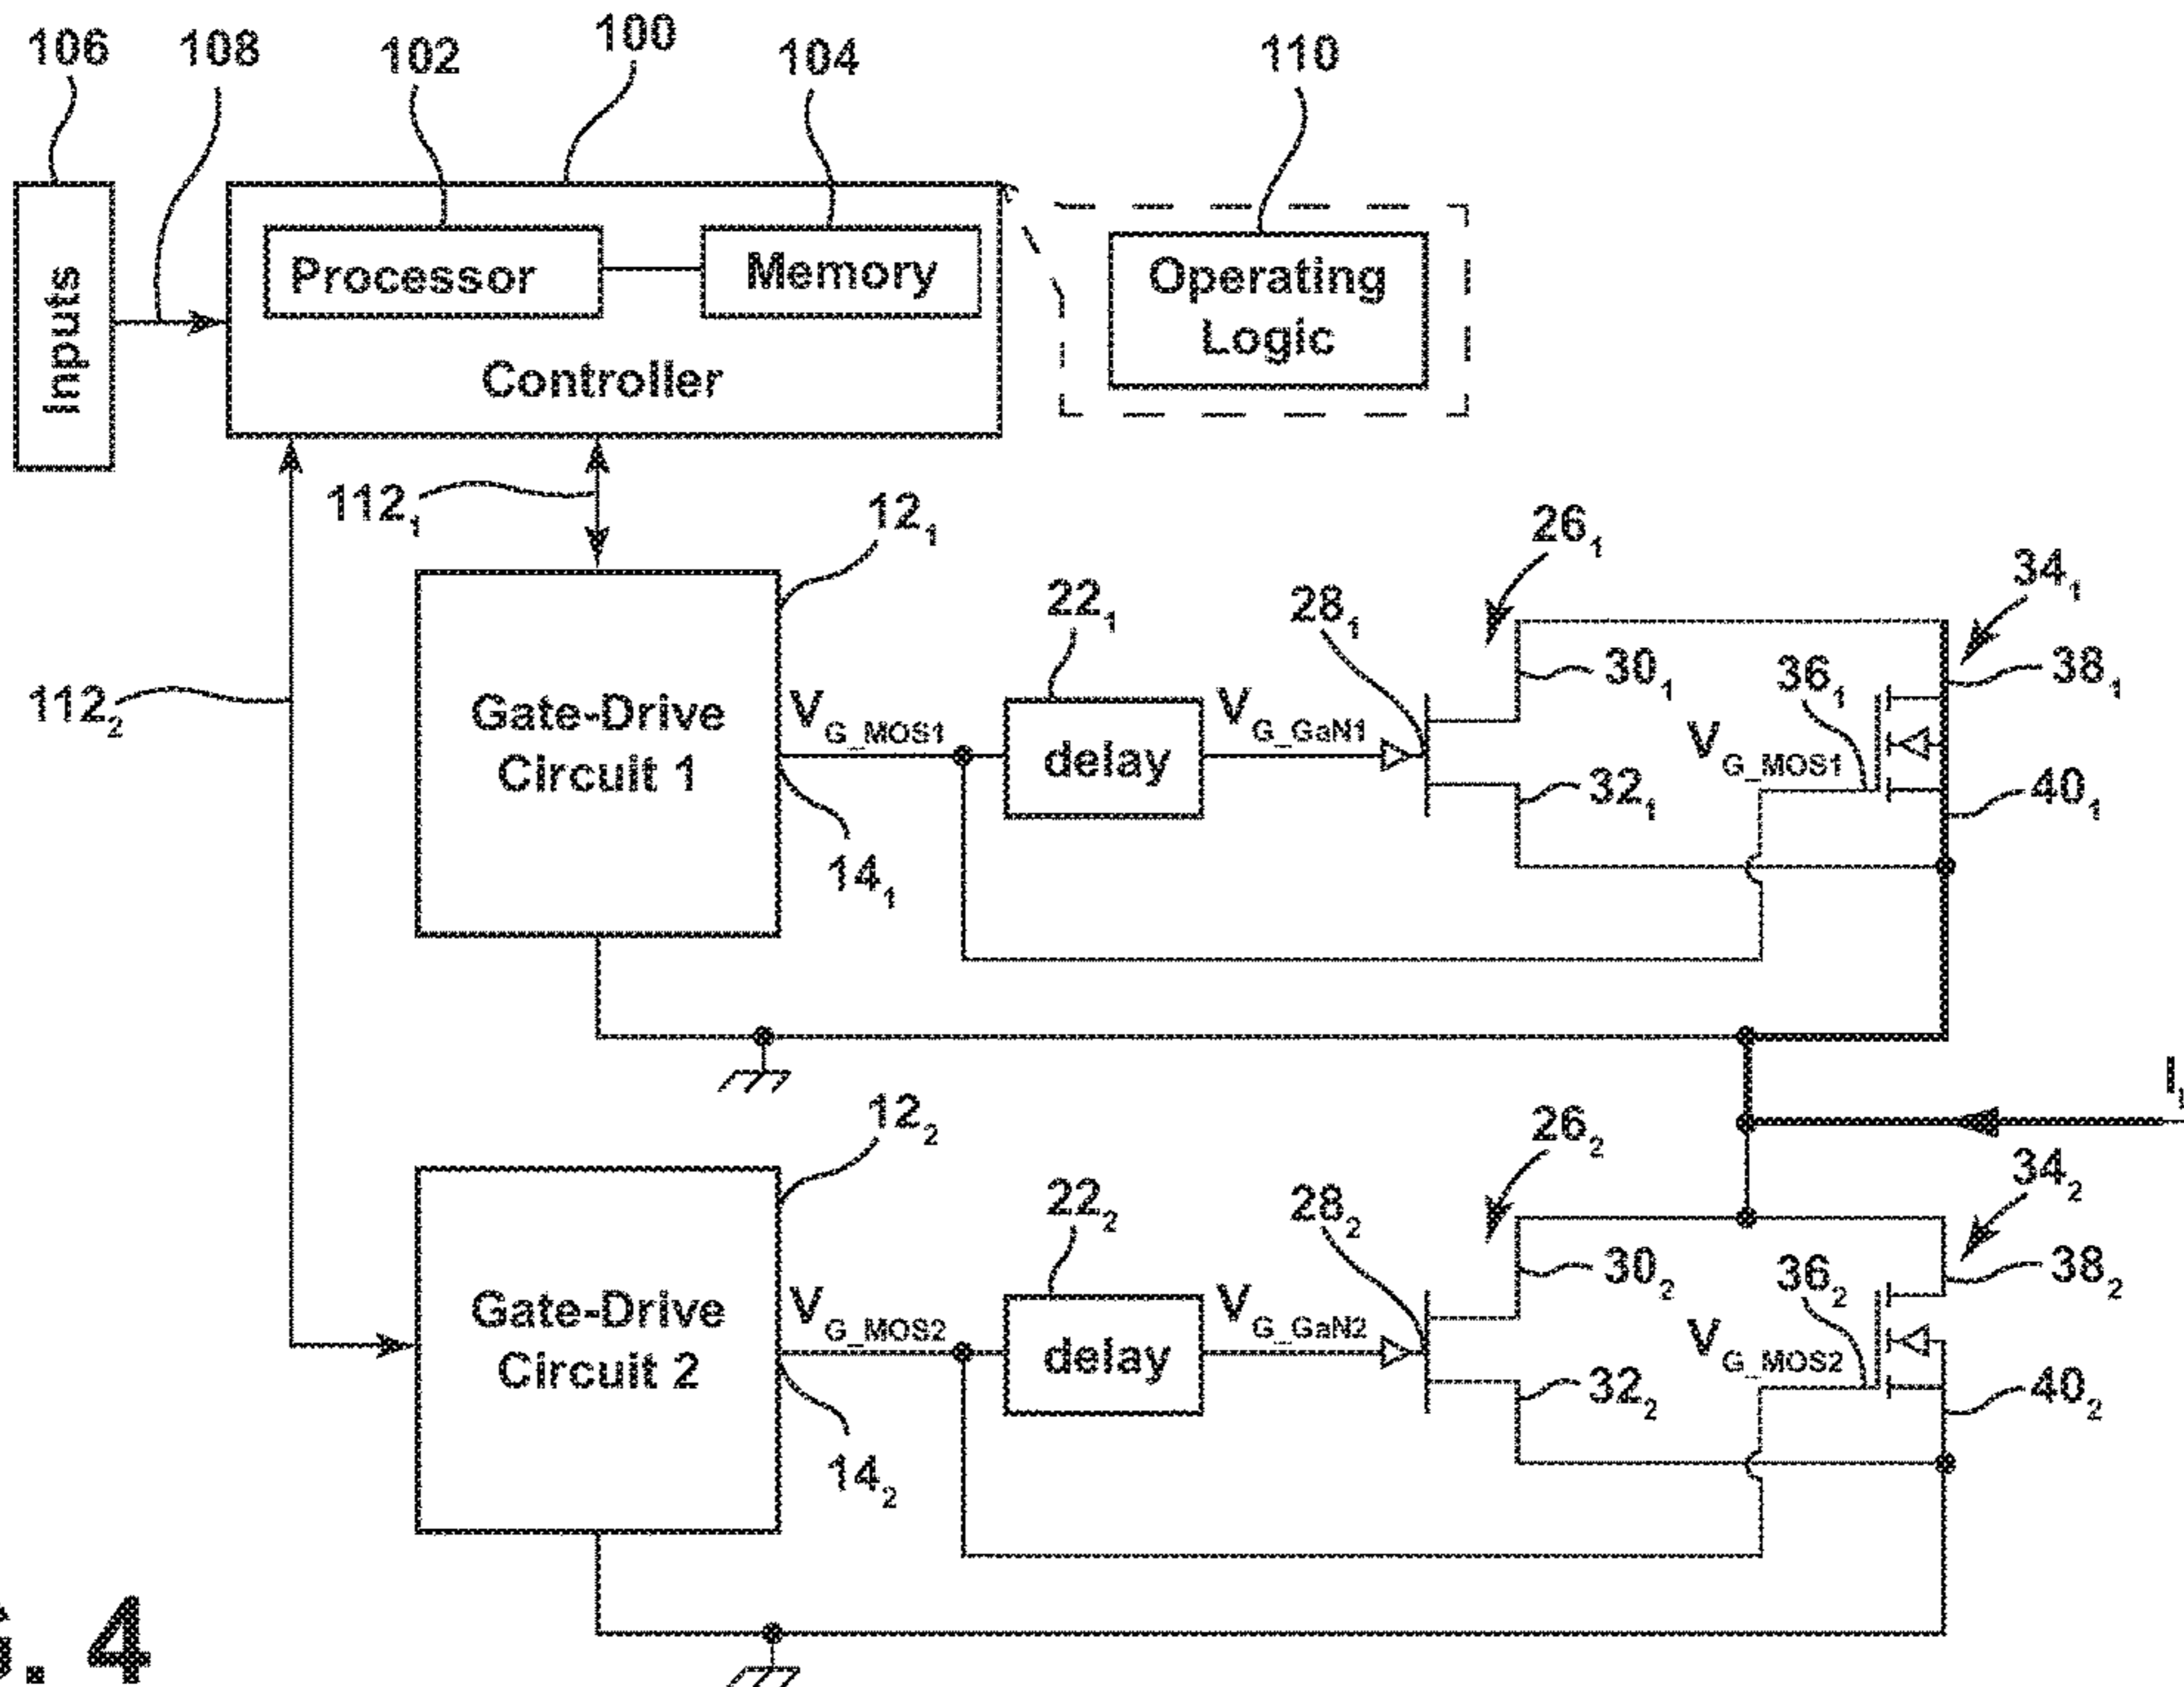 106
108
102
100
104
110
Inputs
Processor
Memory
Controller
Operating
Logic
112₁
112₂
12₁
Gate-Drive
Circuit 1
V_G_MOS1
14₁
22₁
delay
V_G_GaN1
28₁
26₁
30₁
32₁
34₁
36₁
V_G_MOS1
38₁
40₁
12₂
Gate-Drive
Circuit 2
V_G_MOS2
14₂
22₂
delay
V_G_GaN2
28₂
26₂
30₂
32₂
34₂
36₂
V_G_MOS2
38₂
40₂
G. 4